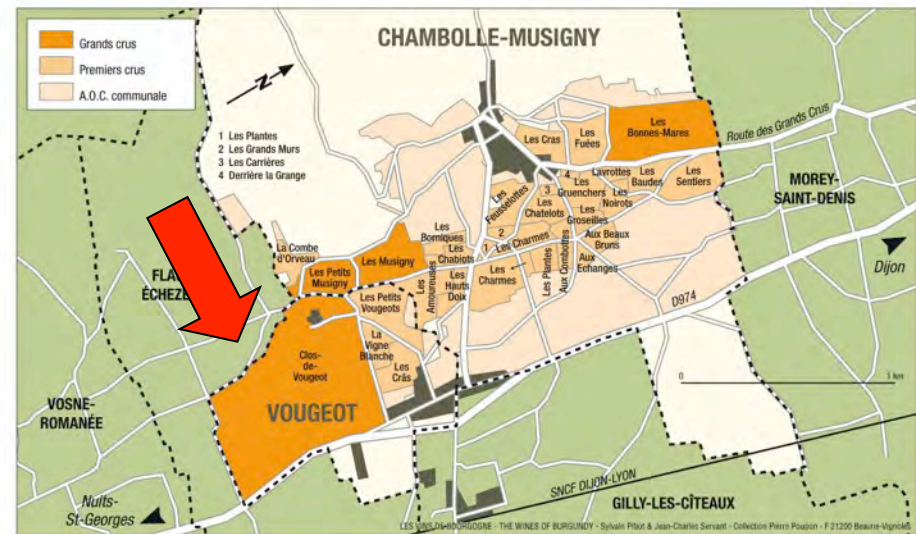 Grands crus
Premiers crus
A.O.C. communale
CHAMBOLLE-MUSIGNY
N
1 Les Plantes
2 Les Grands Murs
3 Les Carrières
4 Derrière la Grange
Les Cras
Les
Fuées
Les
Bonnes-Mares
Route des Grands Crus
4
Lavrottes
Les
Gruenchers
Les
Noirots
Les
Baudes
Les
Sentiers
MOREY-
SAINT-DENIS
Les Feusselottes
3
Les
Chatelots
Les
Groseilles
2
1
Les Charmes
Aux Beaux
Bruns
Aux
Echanges
Aux Combottes
Les Plantes
Les
Charmes
Les
Borniques
Les
Chabiots
Les
Hauts
Doix
Les
Amoureuses
La Combe
d'Orveau
Les Petits
Musigny
Les Musigny
Les Petits
Vougeots
La
Vigne
Blanche
Les
Crâs
Clos-
de-
Vougeot
VOUGEOT
ÉCHEZE
VOSNE-
ROMANÉE
Nuits-
St-Georges
Dijon
D974
0
1 km
SNCF DIJON-LYON
GILLY-LES-CÎTEAUX
LES VINS DE BOURGOGNE - THE WINES OF BURGUNDY - Sylvain Pitiot & Jean-Charles Servant - Collection Pierre Poupon - F 21200 Beaune-Vignoles